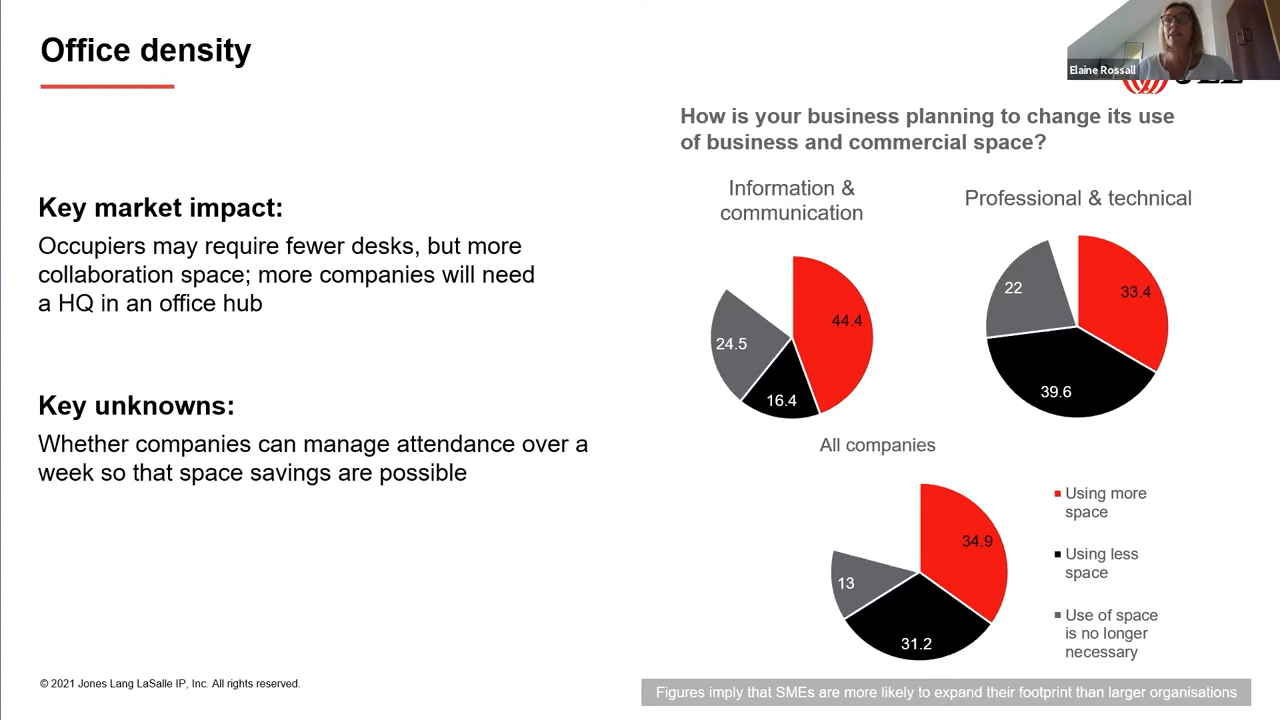 Office density
Elaine Rossall
How is your business planning to change its use
of business and commercial space?
Key market impact:
Occupiers may require fewer desks, but more
collaboration space; more companies will need
a HQ in an office hub
Key unknowns:
Whether companies can manage attendance over a
week so that space savings are possible
Information &
communication
44.4
16.4
24.5
Professional & technical
33.4
39.6
22
All companies
34.9
31.2
13
Using more
space
Using less
space
Use of space
is no longer
necessary
© 2021 Jones Lang LaSalle IP, Inc. All rights reserved.
Figures imply that SMEs are more likely to expand their footprint than larger organisations